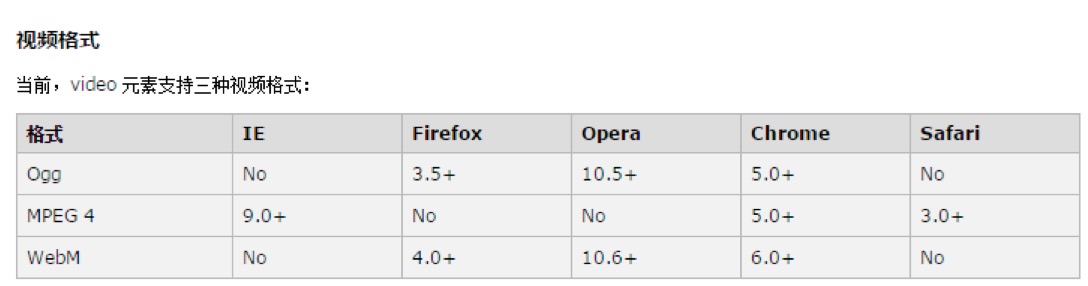 视频格式
当前，video 元素支持三种视频格式：
格式 IE Firefox Opera Chrome Safari
Ogg No 3.5+ 10.5+ 5.0+ No
MPEG 4 9.0+ No No 5.0+ 3.0+
WebM No 4.0+ 10.6+ 6.0+ No